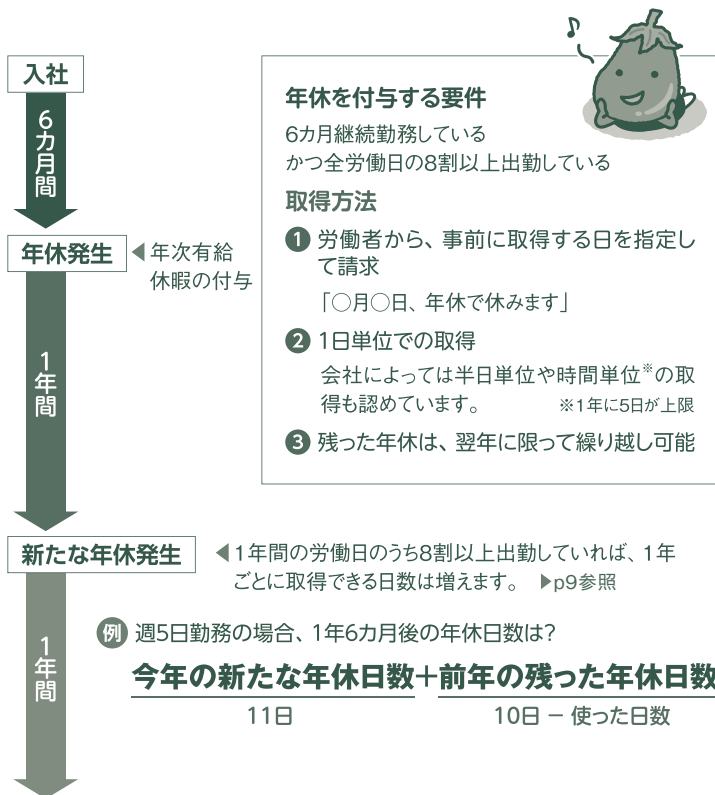 入社
6カ月間
年休発生
◀年次有給
休暇の付与
年休を付与する要件
6カ月継続勤務している
かつ全労働日の8割以上出勤している
取得方法
❶ 労働者から、事前に取得する日を指定し
て請求
「〇月〇日、年休で休みます」
❷ 1日単位での取得
会社によっては半日単位や時間単位※の取
得も認めています。 ※1年に5日が上限
❸ 残った年休は、翌年に限って繰り越し可能
1年間
新たな年休発生
◀1年間の労働日のうち8割以上出勤していれば、1年
ごとに取得できる日数は増えます。 ▶p9参照
1年間
例 週5日勤務の場合、1年6カ月後の年休日数は?
今年の新たな年休日数+前年の残った年休日数
11日 10日 − 使った日数